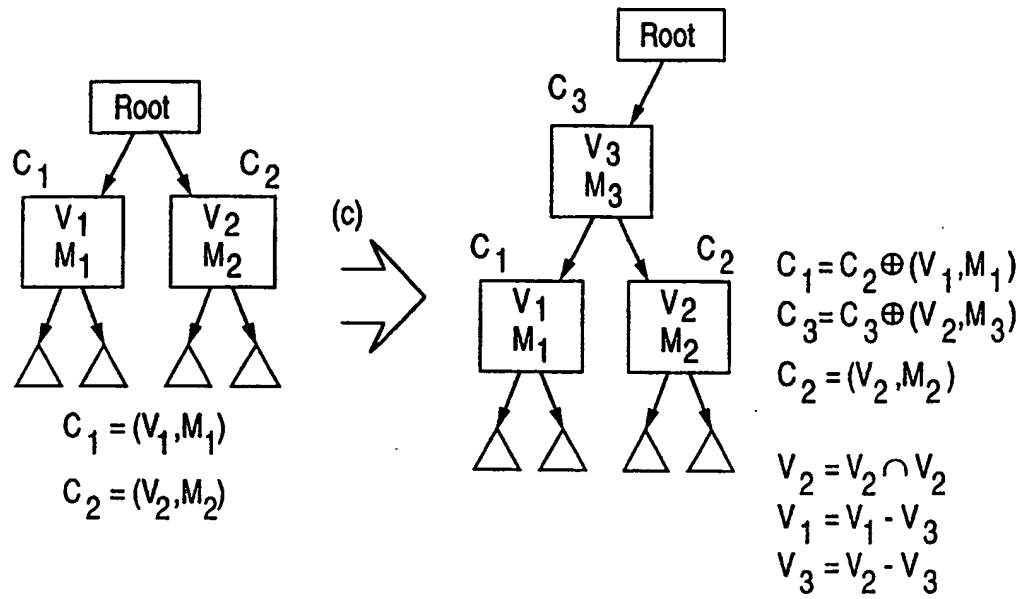 Root
C1 C2
V1 V2
M1 M2
C1 = (V1,M1)
C2 = (V2,M2)
(c)
Root
C3
V3
M3
C1 C2
V1 V2
M1 M2
C1 = C2 ⊕ (V1,M1)
C3 = C3 ⊕ (V2,M3)
C2 = (V2,M2)
V2 = V2 ∩ V2
V1 = V1 - V3
V3 = V2 - V3